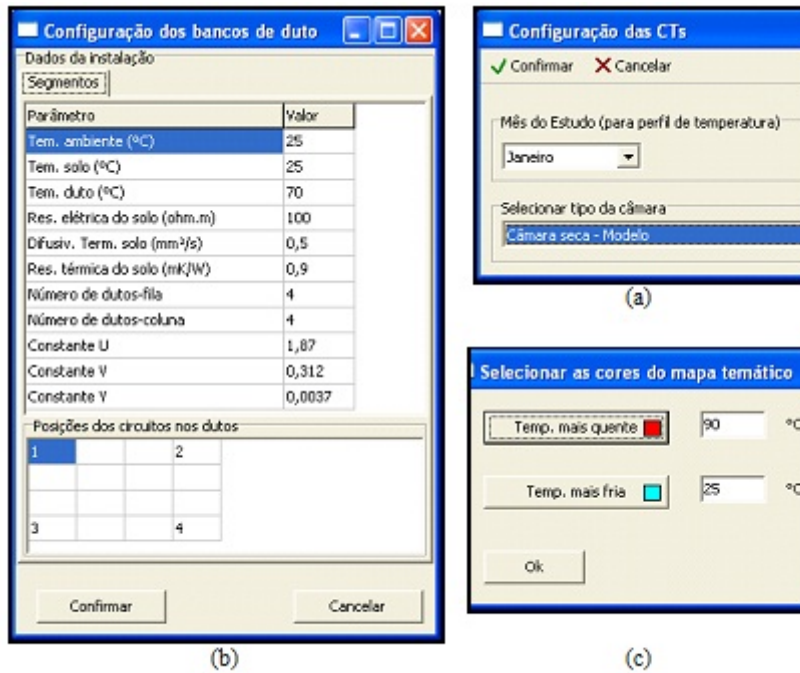 Configuração dos bancos de duto
Dados da instalação
Segmentos
Parâmetro Valor
Tem. ambiente (ºC) 25
Tem. solo (ºC) 25
Tem. duto (ºC) 70
Res. elétrica do solo (ohm.m) 100
Difusiv. Term. solo (mm²/s) 0,5
Res. térmica do solo (mK/W) 0,9
Número de dutos-fila 4
Número de dutos-coluna 4
Constante U 1,87
Constante V 0,312
Constante Y 0,0037
Posições dos circuitos nos dutos
1 2
3 4
Confirmar Cancelar
(b)
Configuração das CTs
Confirmar Cancelar
Mês do Estudo (para perfil de temperatura)
Janeiro
Selecionar tipo da câmara
Câmara seca - Modelo
(a)
Selecionar as cores do mapa temático
Temp. mais quente 90 ºC
Temp. mais fria 25 ºC
Ok
(c)